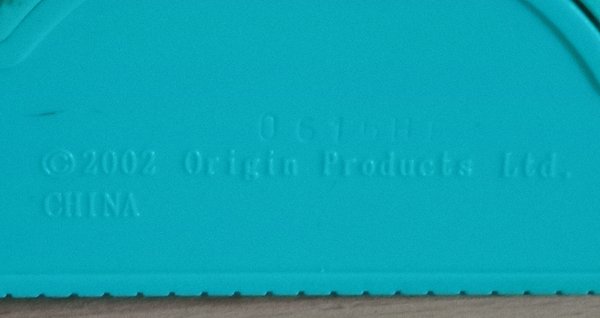 ©2002 Origin Products Ltd.
CHINA